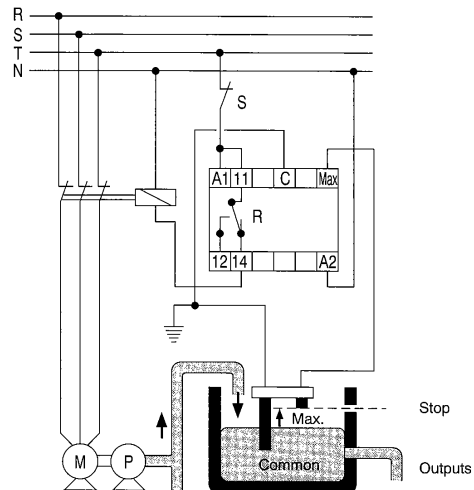 R
S
T
N
S
A1 11 C Max
R
12 14 A2
Stop
Max.
M P Common
Outputs